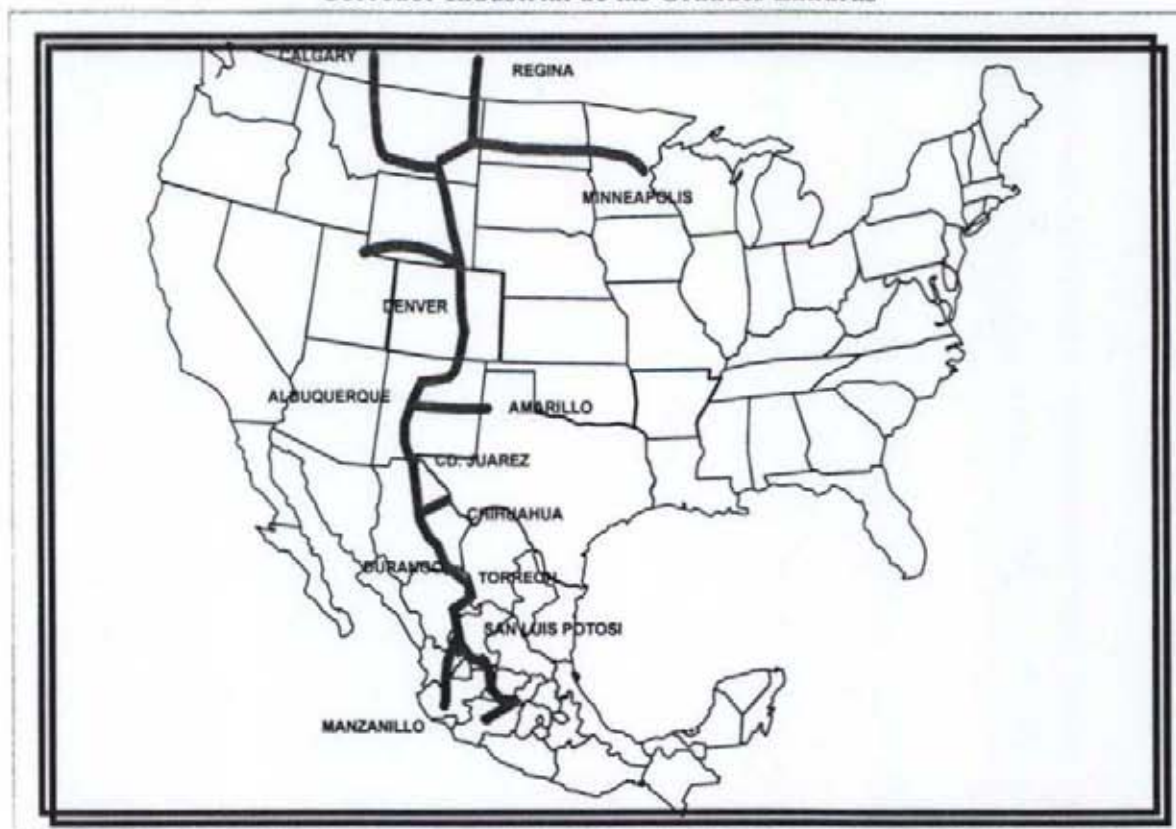 CALGARY
REGINA
MINNEAPOLIS
DENVER
ALBUQUERQUE
AMARILLO
CD. JUAREZ
CHIHUAHUA
DURANGO
TORREON
SAN LUIS POTOSI
MANZANILLO